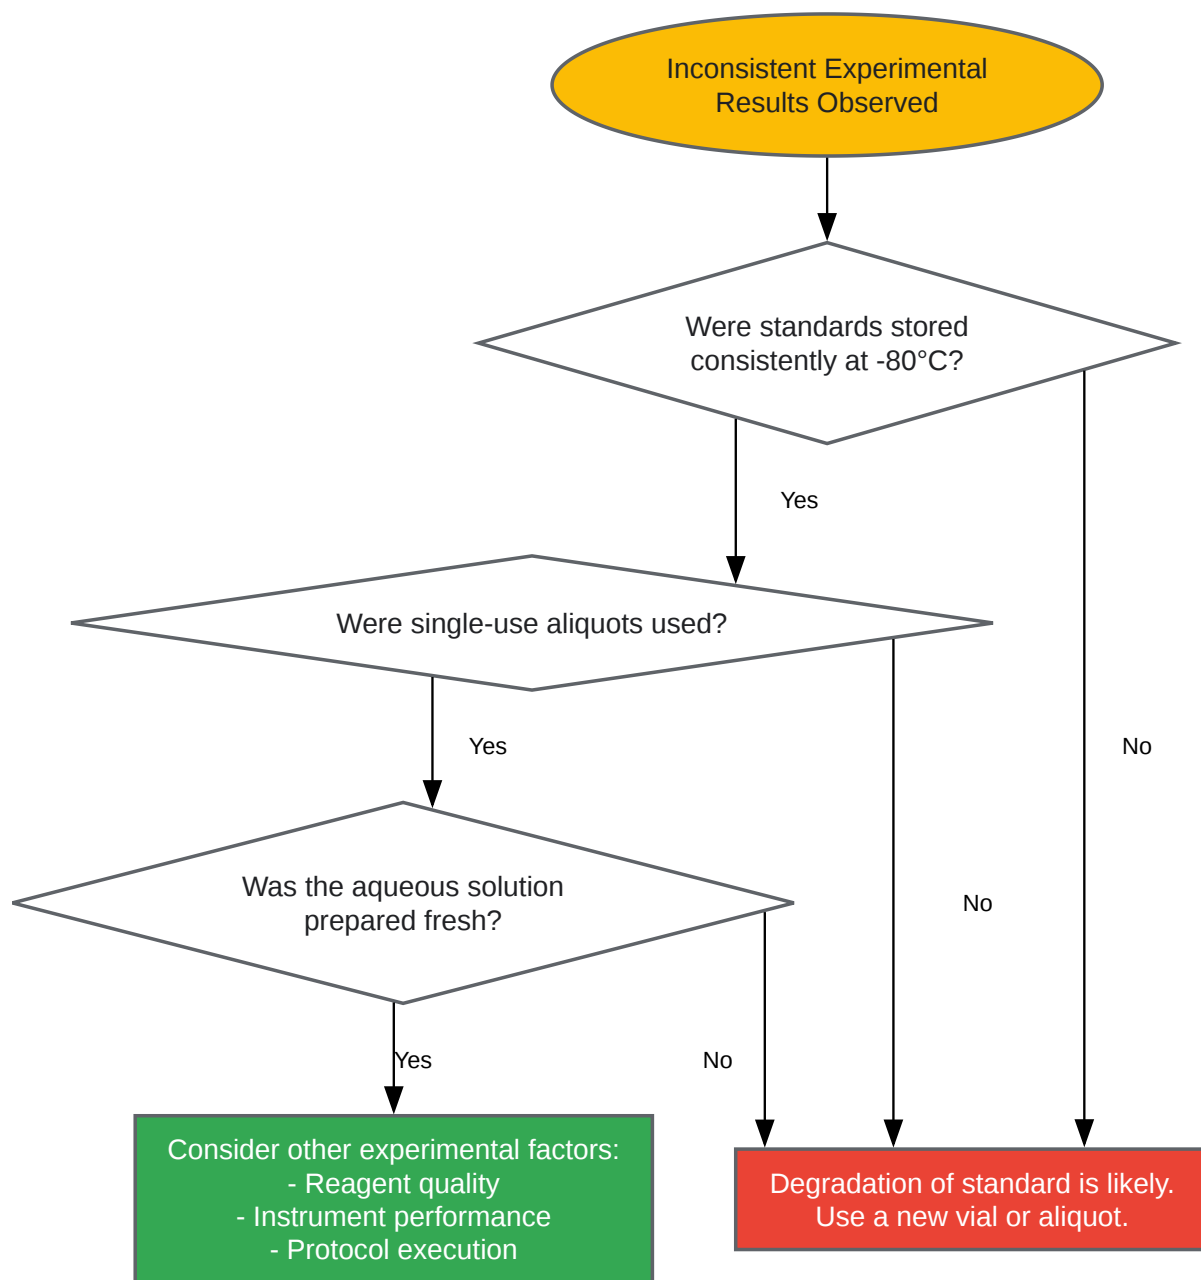 Inconsistent Experimental
Results Observed
Were standards stored
consistently at -80°C?
Yes
Were single-use aliquots used?
Yes
No
Was the aqueous solution
prepared fresh?
No
Yes
No
Consider other experimental factors:
- Reagent quality
- Instrument performance
- Protocol execution
Degradation of standard is likely.
Use a new vial or aliquot.